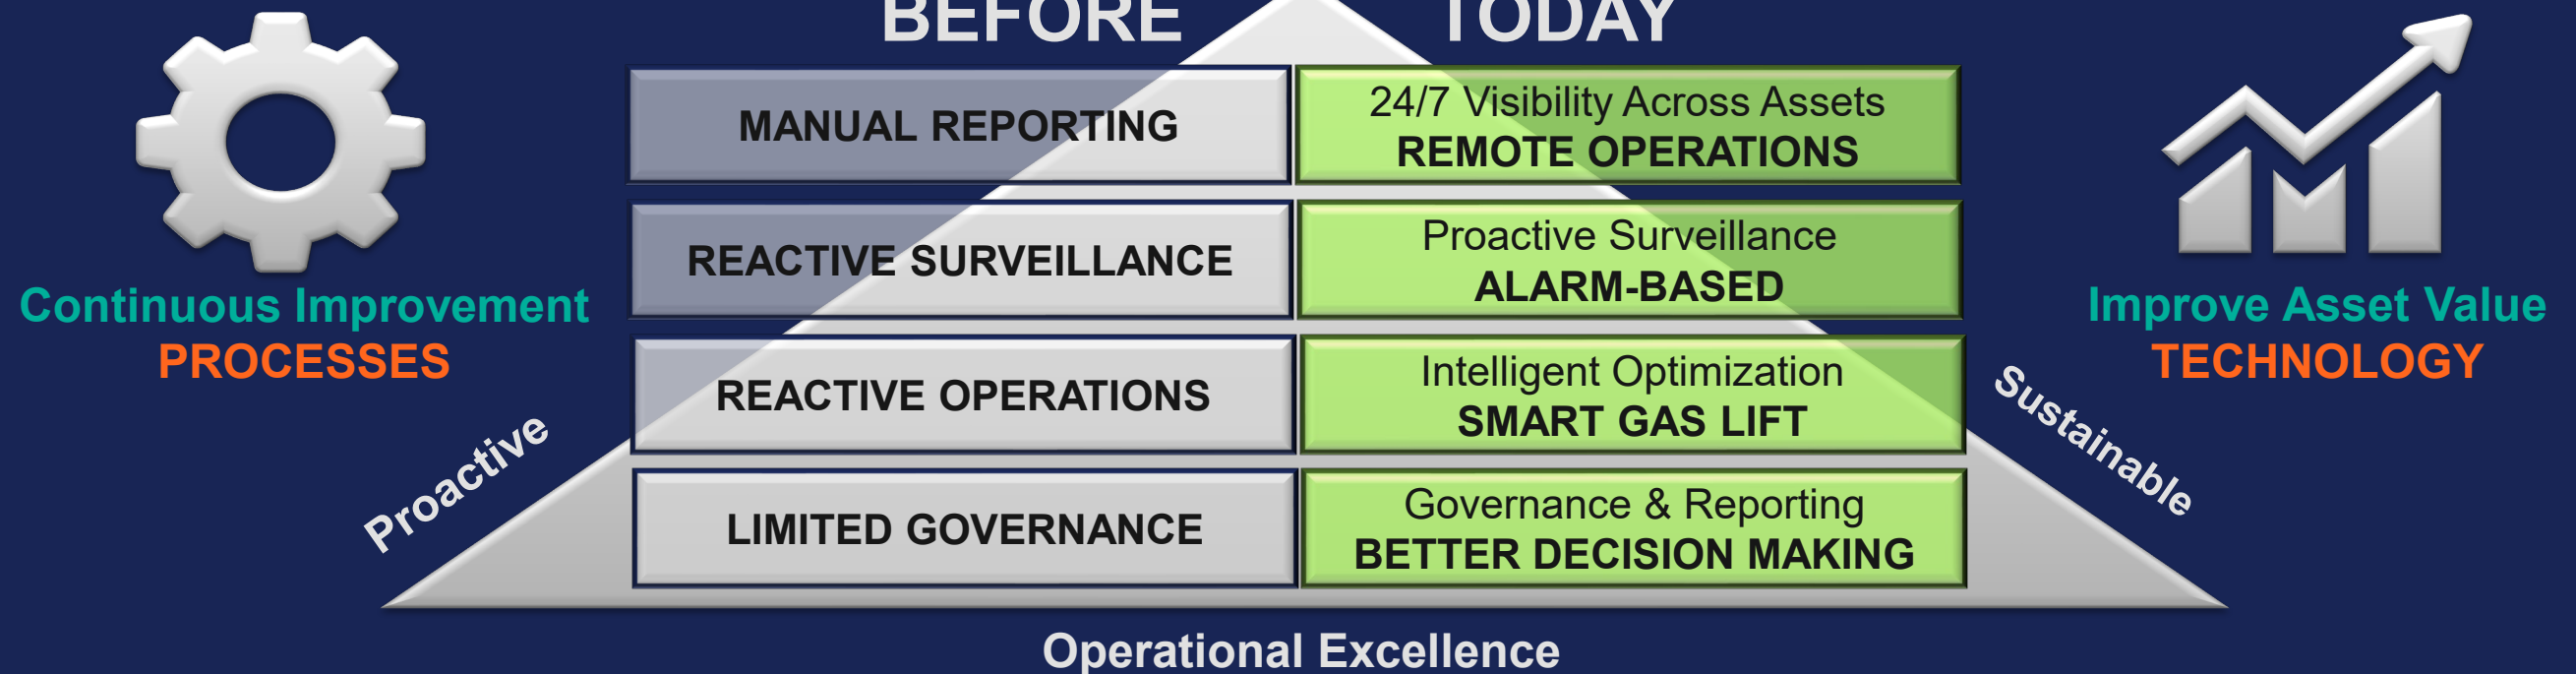 BEFORE
TODAY
MANUAL REPORTING
24/7 Visibility Across Assets
REMOTE OPERATIONS
REACTIVE SURVEILLANCE
Proactive Surveillance
ALARM-BASED
Continuous Improvement
PROCESSES
Improve Asset Value
TECHNOLOGY
REACTIVE OPERATIONS
Intelligent Optimization
SMART GAS LIFT
Proactive
Sustainable
LIMITED GOVERNANCE
Governance & Reporting
BETTER DECISION MAKING
Operational Excellence